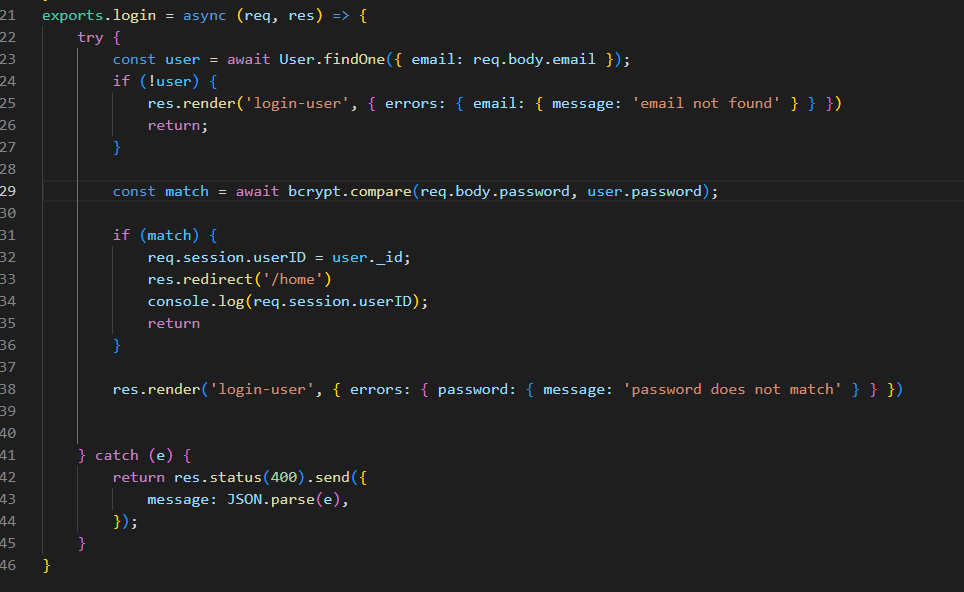 21 exports.login = async (req, res) => {
22 try {
23 const user = await User.findOne({ email: req.body.email });
24 if (!user) {
25 res.render('login-user', { errors: { email: { message: 'email not found' } } })
26 return;
27 }
28
29 const match = await bcrypt.compare(req.body.password, user.password);
30
31 if (match) {
32 req.session.userID = user._id;
33 res.redirect('/home')
34 console.log(req.session.userID);
35 return
36 }
37
38 res.render('login-user', { errors: { password: { message: 'password does not match' } } })
39
40
41 } catch (e) {
42 return res.status(400).send({
43 message: JSON.parse(e),
44 });
45 }
46 }